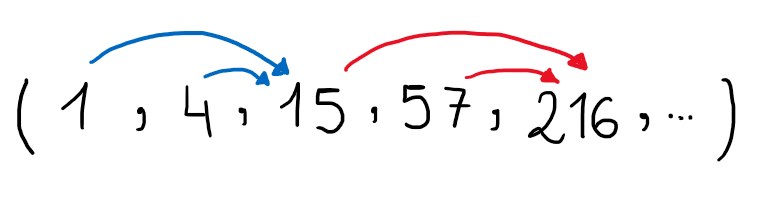 (1, 4, 15, 57, 216, ...)